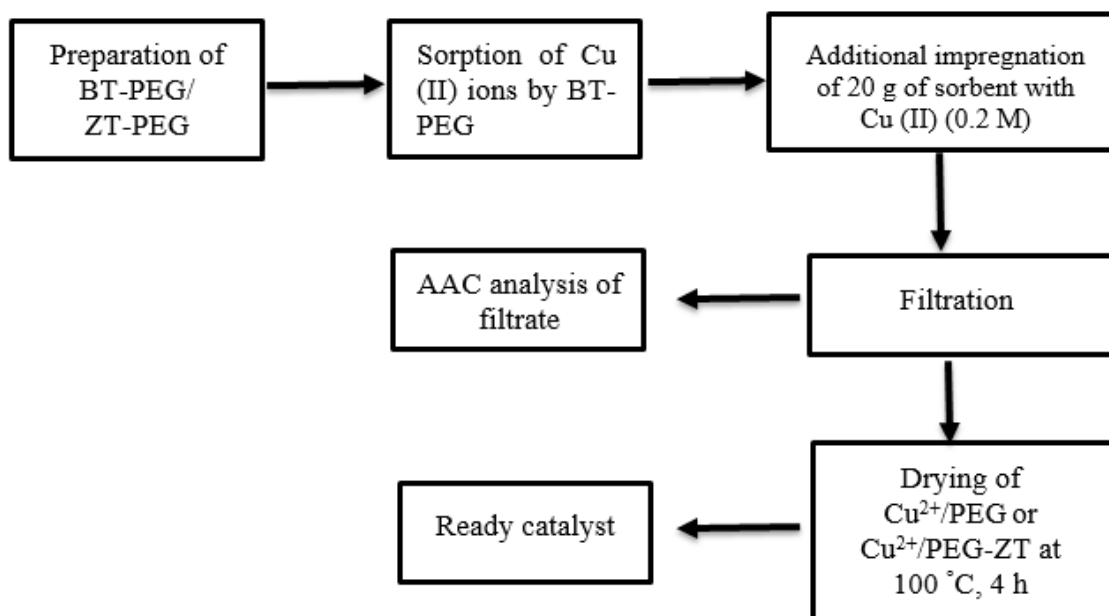 Preparation of
BT-PEG/
ZT-PEG
Sorption of Cu
(II) ions by BT-
PEG
Additional impregnation
of 20 g of sorbent with
Cu (II) (0.2 M)
AAC analysis of
filtrate
Filtration
Ready catalyst
Drying of
Cu²⁺/PEG or
Cu²⁺/PEG-ZT at
100 ˚C, 4 h